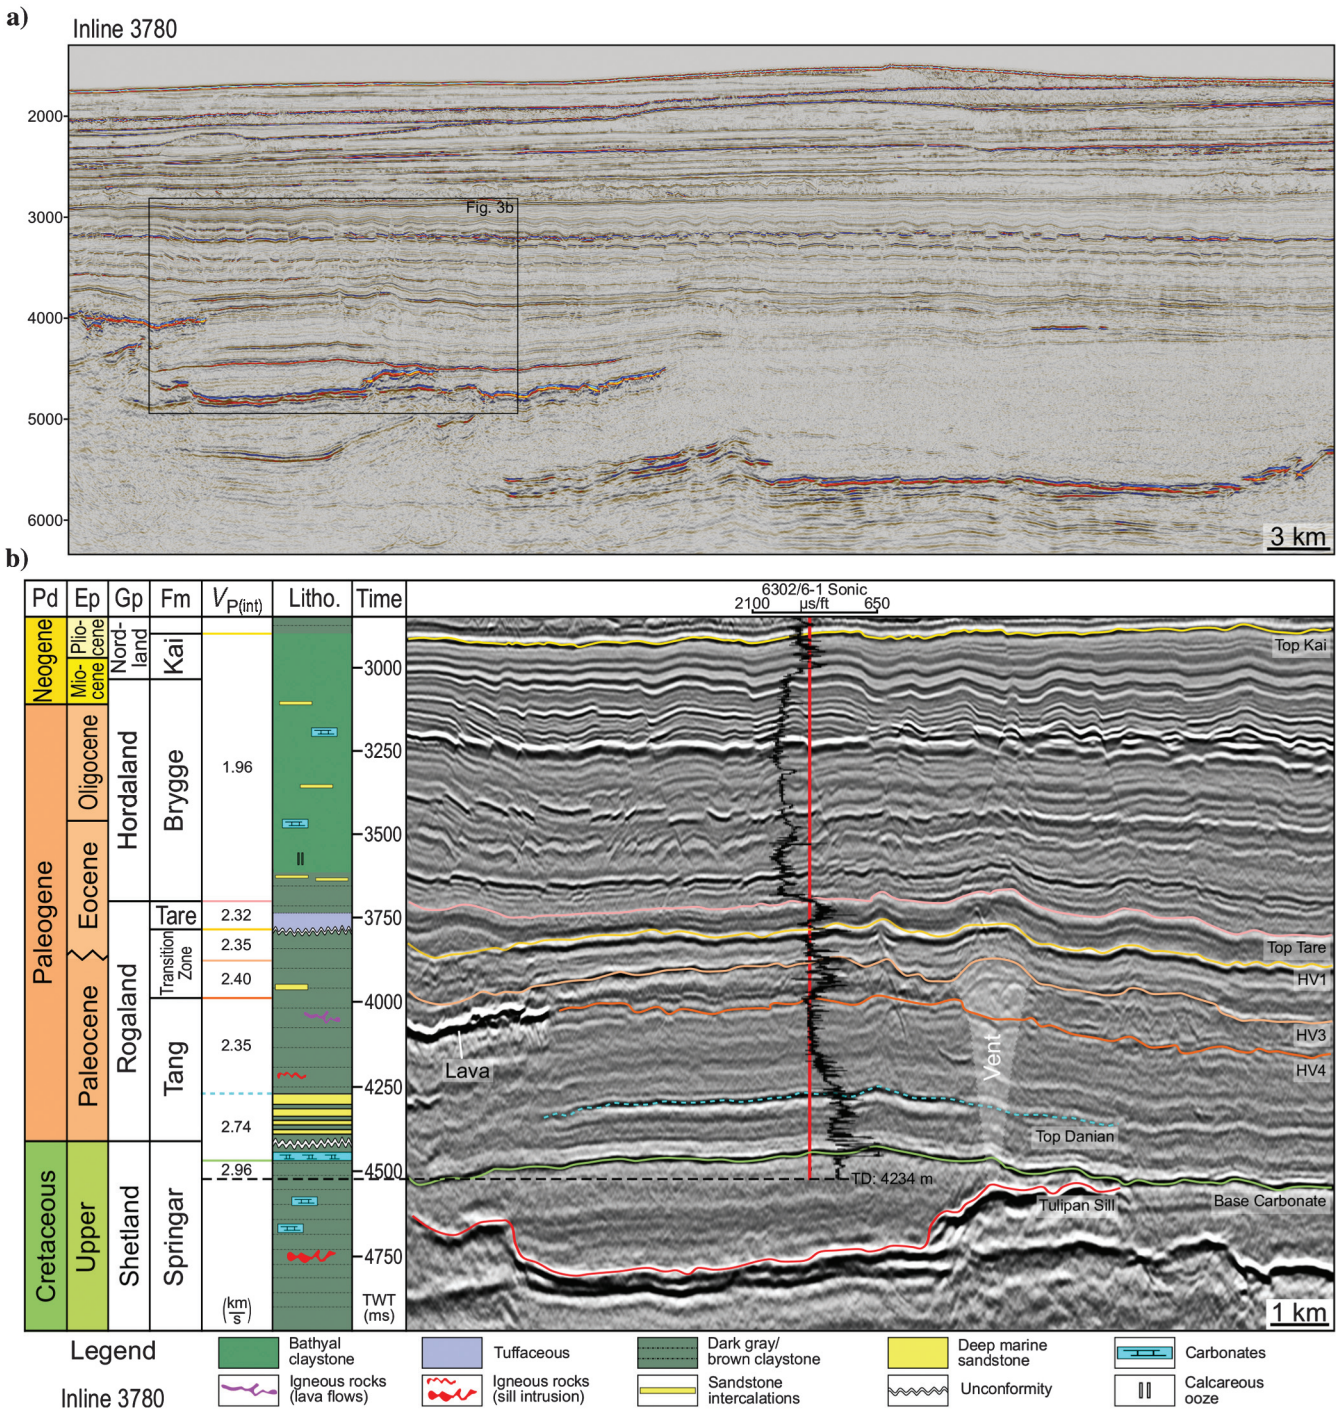 a)
Inline 3780
2000
3000
4000
5000
6000
Fig. 3b
3 km
b)
Pd
Ep
Gp
Fm
VP(int)
Litho.
Time
6302/6-1 Sonic
2100 µs/ft 650
Neogene
Plio-
cene
Mio-
cene
Nord-
land
Kai
Paleogene
Oligocene
Eocene
Paleocene
Hordaland
Brygge
Rogaland
Tare
Transition
Zone
Tang
Cretaceous
Upper
Shetland
Springar
1.96
2.32
2.35
2.40
2.35
2.74
2.96
(km
s)
II
3000
3250
3500
3750
4000
4250
4500
4750
TWT
(ms)
Top Kai
Top Tare
HV1
HV3
HV4
Lava
Vent
Top Danian
TD: 4234 m
Base Carbonate
Tulipan Sill
1 km
Legend
Inline 3780
Bathyal
claystone
Tuffaceous
Dark gray/
brown claystone
Deep marine
sandstone
Carbonates
Igneous rocks
(lava flows)
Igneous rocks
(sill intrusion)
Sandstone
intercalations
Unconformity
II
Calcareous
ooze